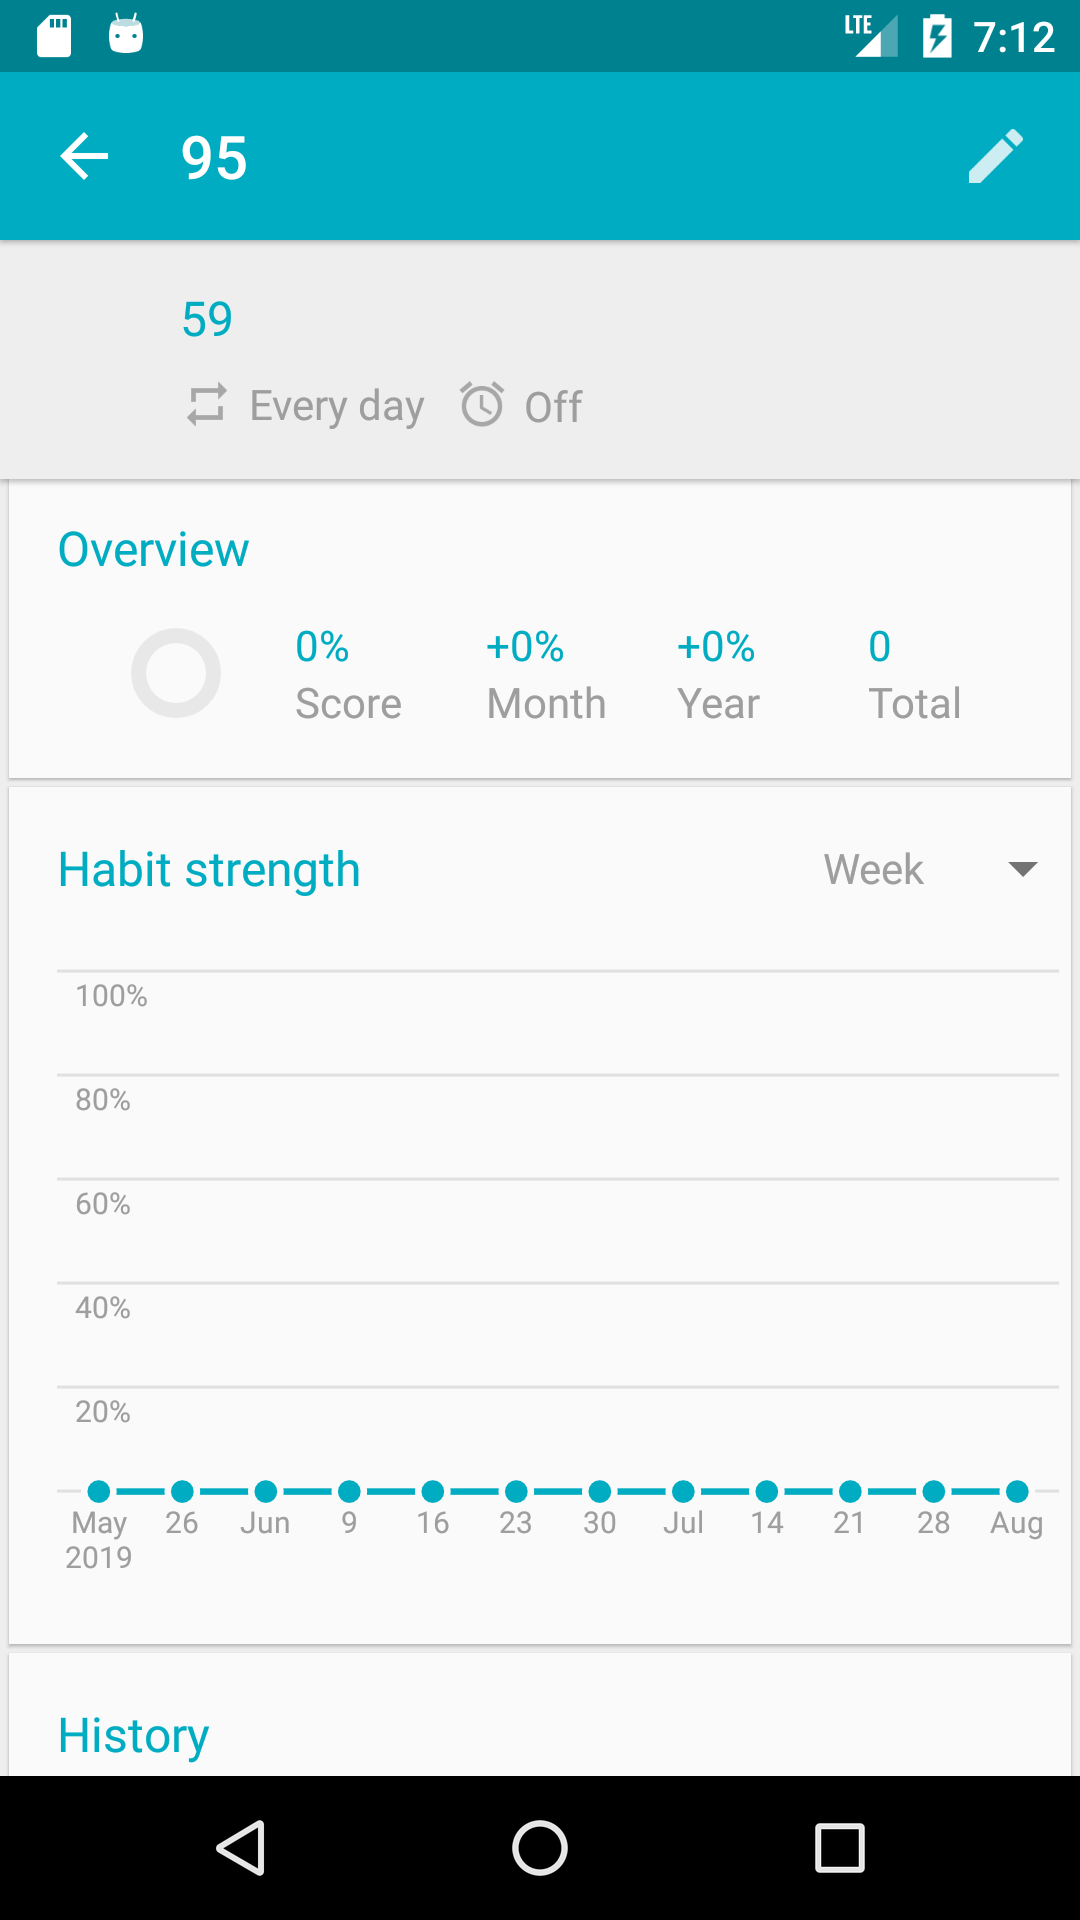 LTE 7:12
95
59
Every day Off
Overview
0% +0% +0% 0
Score Month Year Total
Habit strength Week
100%
80%
60%
40%
20%
May 26 Jun 9 16 23 30 Jul 14 21 28 Aug
2019
History